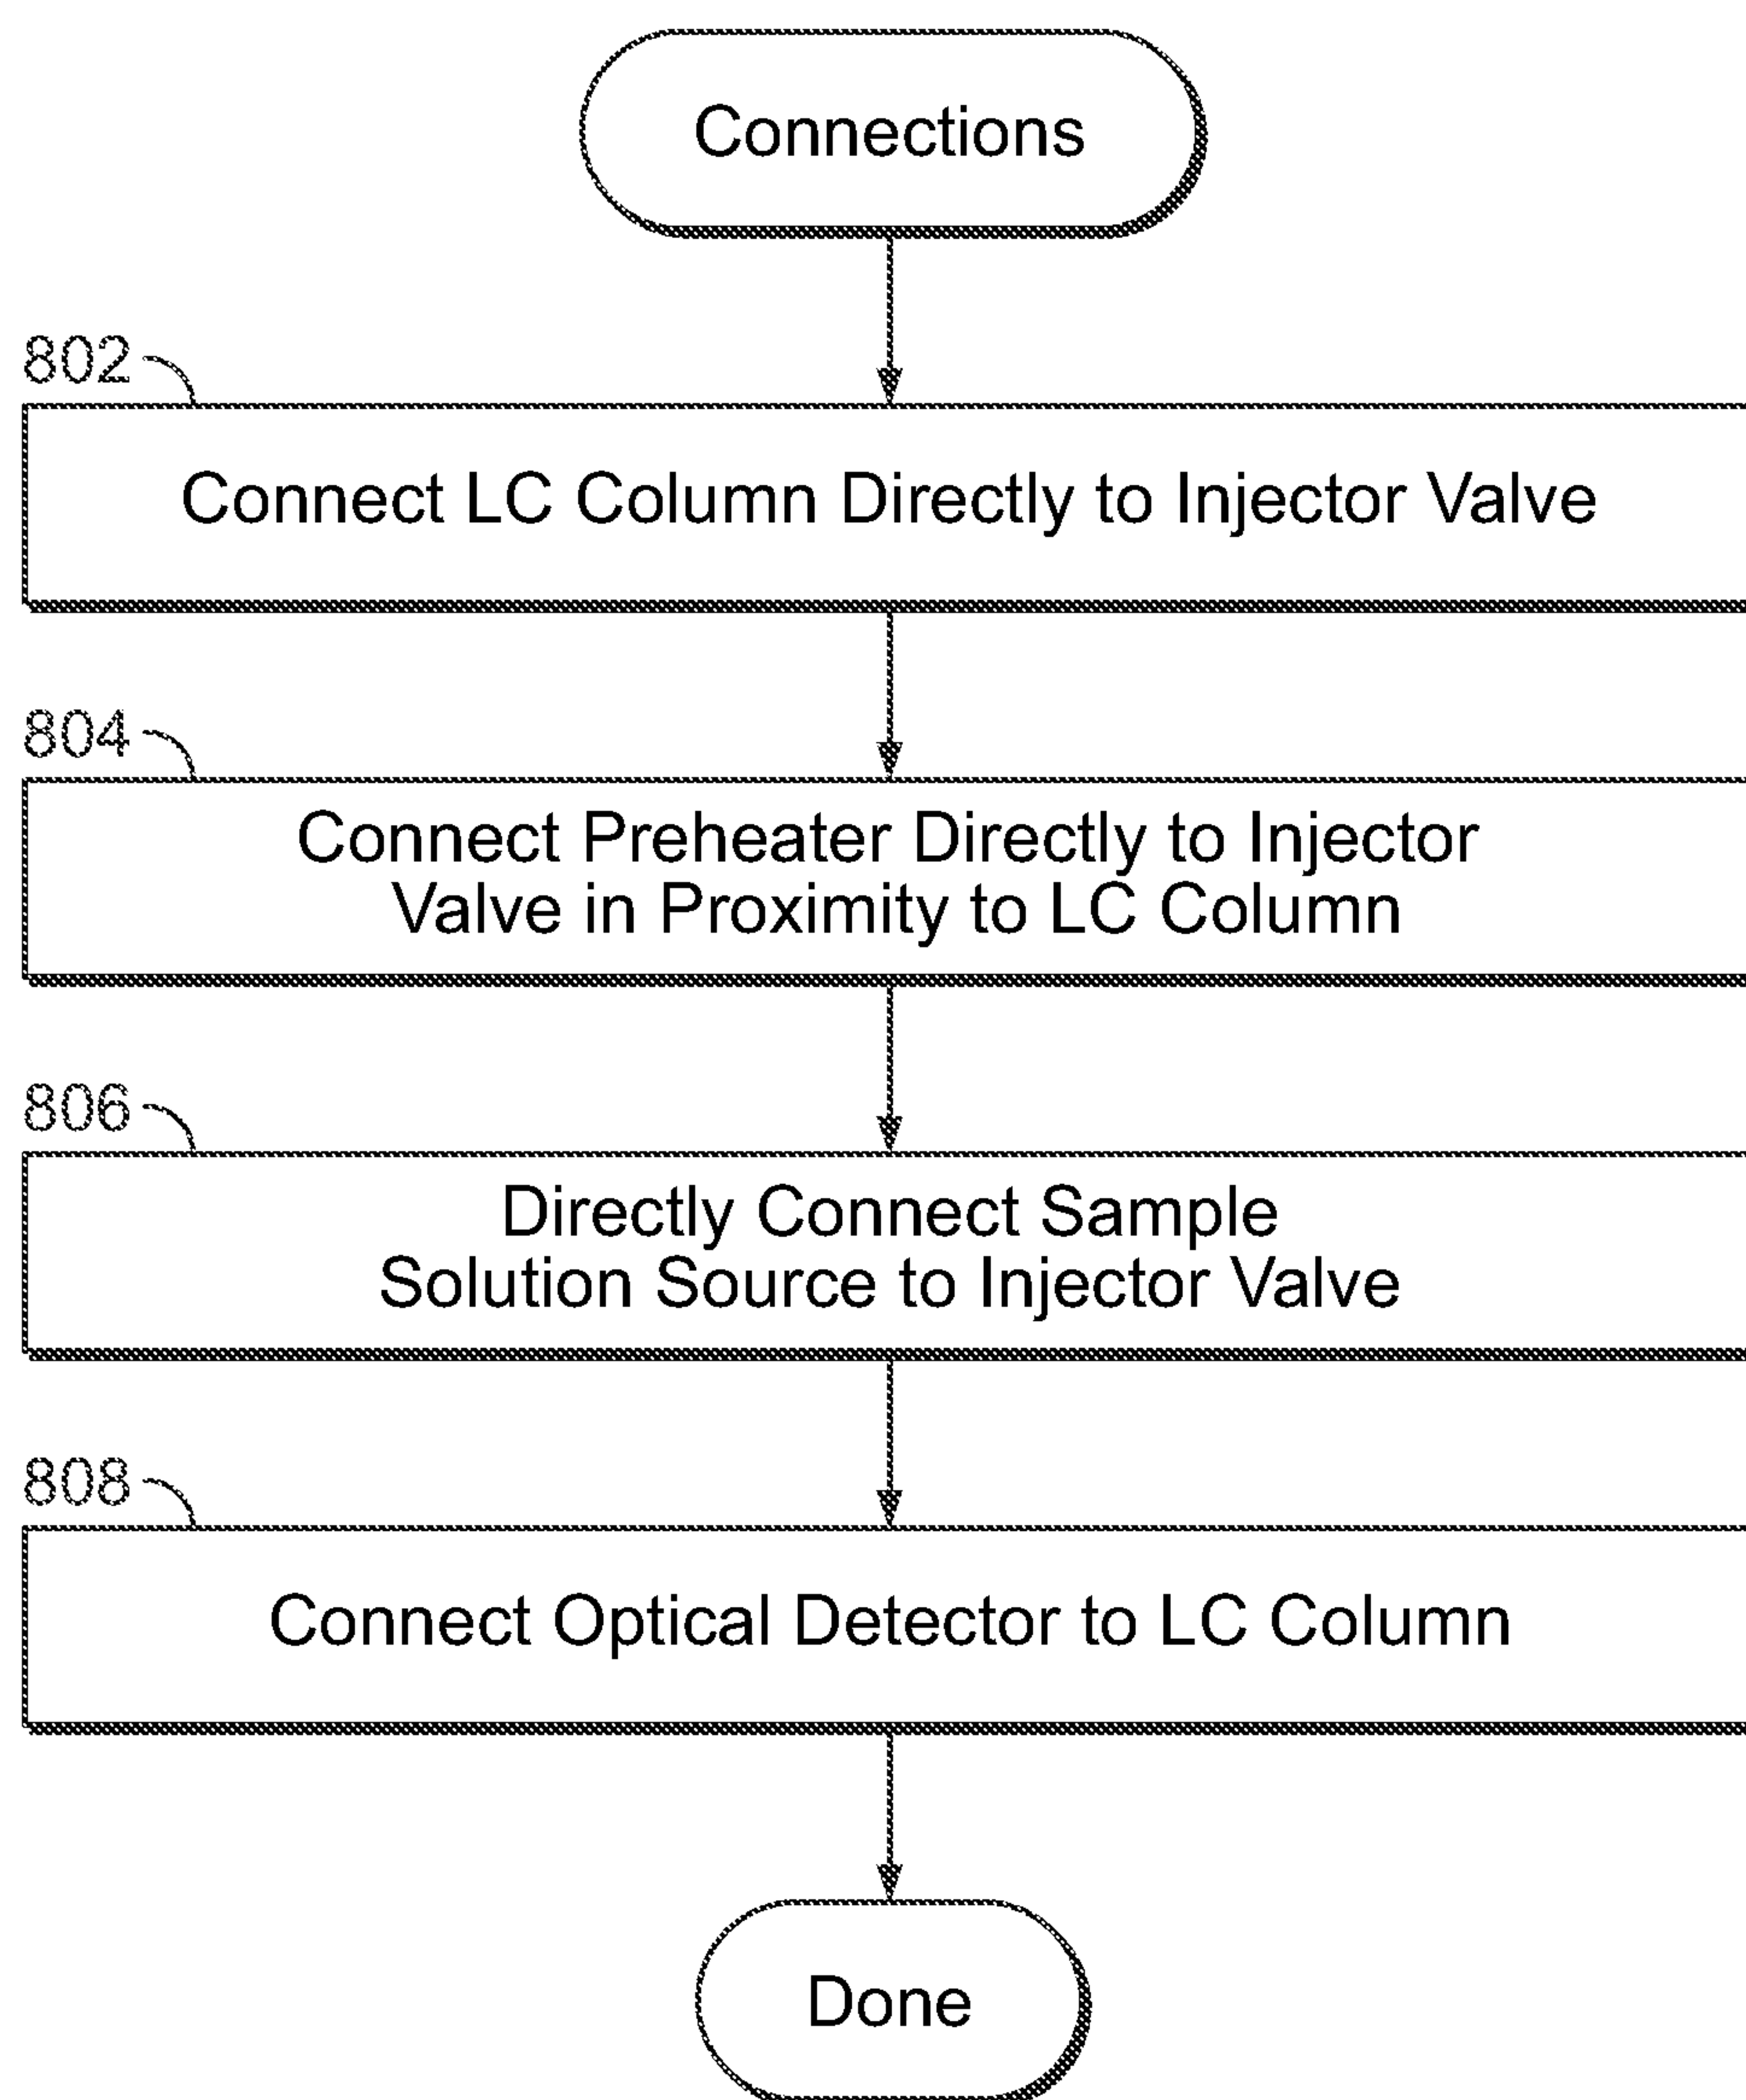 Connections
802
Connect LC Column Directly to Injector Valve
804
Connect Preheater Directly to Injector
Valve in Proximity to LC Column
806
Directly Connect Sample
Solution Source to Injector Valve
808
Connect Optical Detector to LC Column
Done